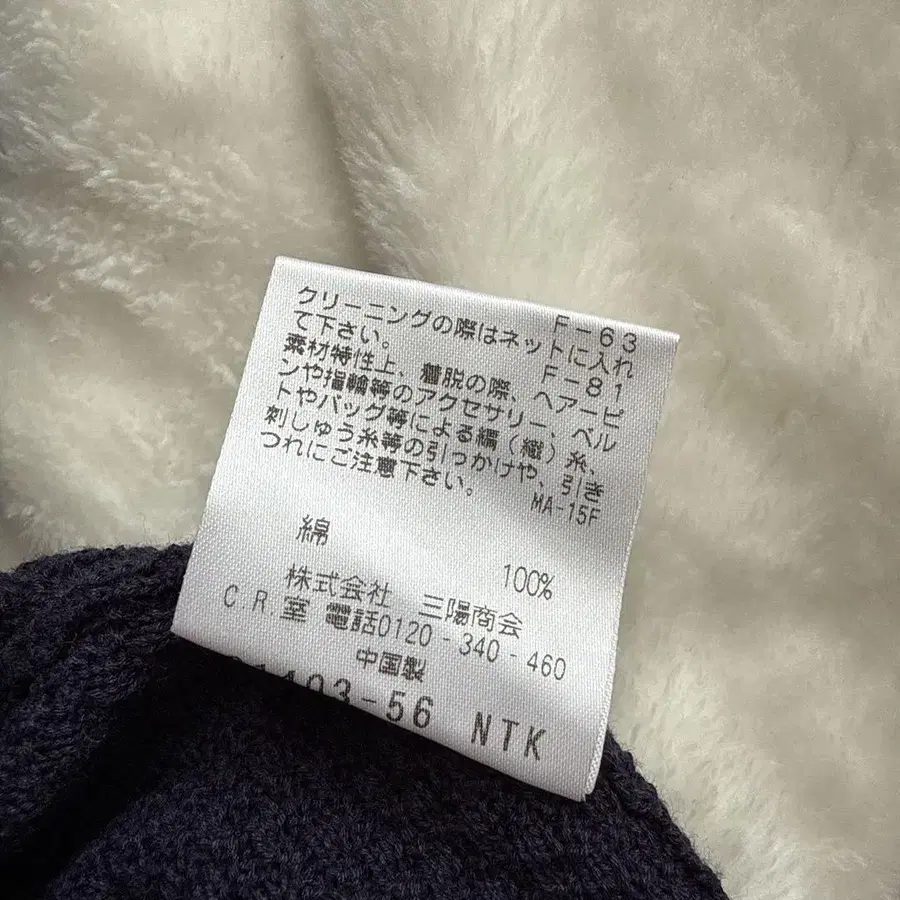 F-63
クリーニングの際はネットに入れ
て下さい。
F-81
素材特性上、着脱の際、ヘアーピ
ンや指輪等のアクセサリー、ベル
トやバッグ等による編（織）糸、
刺しゅう糸等の引っかけや、引き
つれにご注意下さい。
MA-15F
綿 100%
株式会社 三陽商会
C.R.室 電話0120-340-460
中国製
-56 NTK